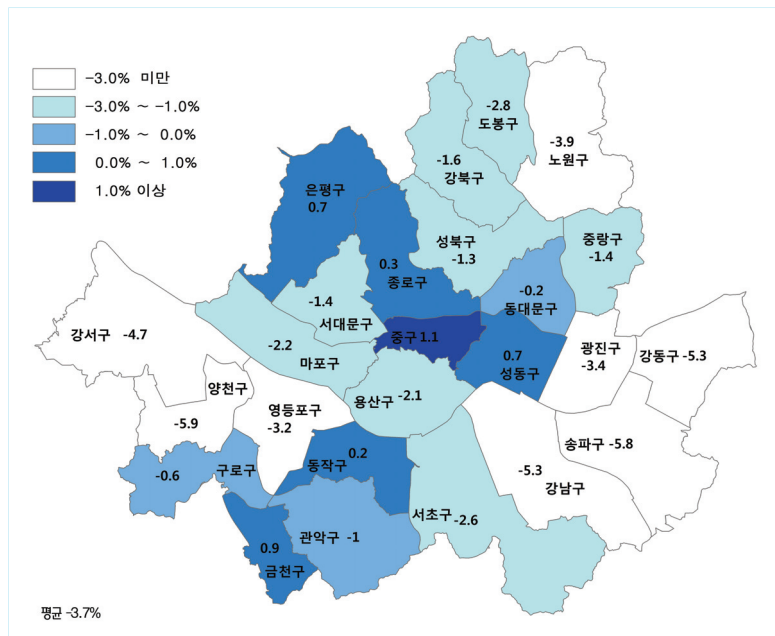 -3.0% 미만
-3.0% ~ -1.0%
-1.0% ~ 0.0%
0.0% ~ 1.0%
1.0% 이상
-2.8
도봉구
-3.9
노원구
-1.6
강북구
은평구
0.7
성북구
-1.3
중랑구
-1.4
0.3
종로구
-0.2
동대문구
-1.4
서대문구
강서구 -4.7
중구 1.1
-2.2
마포구
0.7
성동구
광진구
-3.4
강동구 -5.3
양천구
-5.9
영등포구
-3.2
용산구 -2.1
송파구 -5.8
-5.3
강남구
-0.6
구로구
0.2
동작구
서초구 -2.6
관악구 -1
0.9
금천구
평균 -3.7%